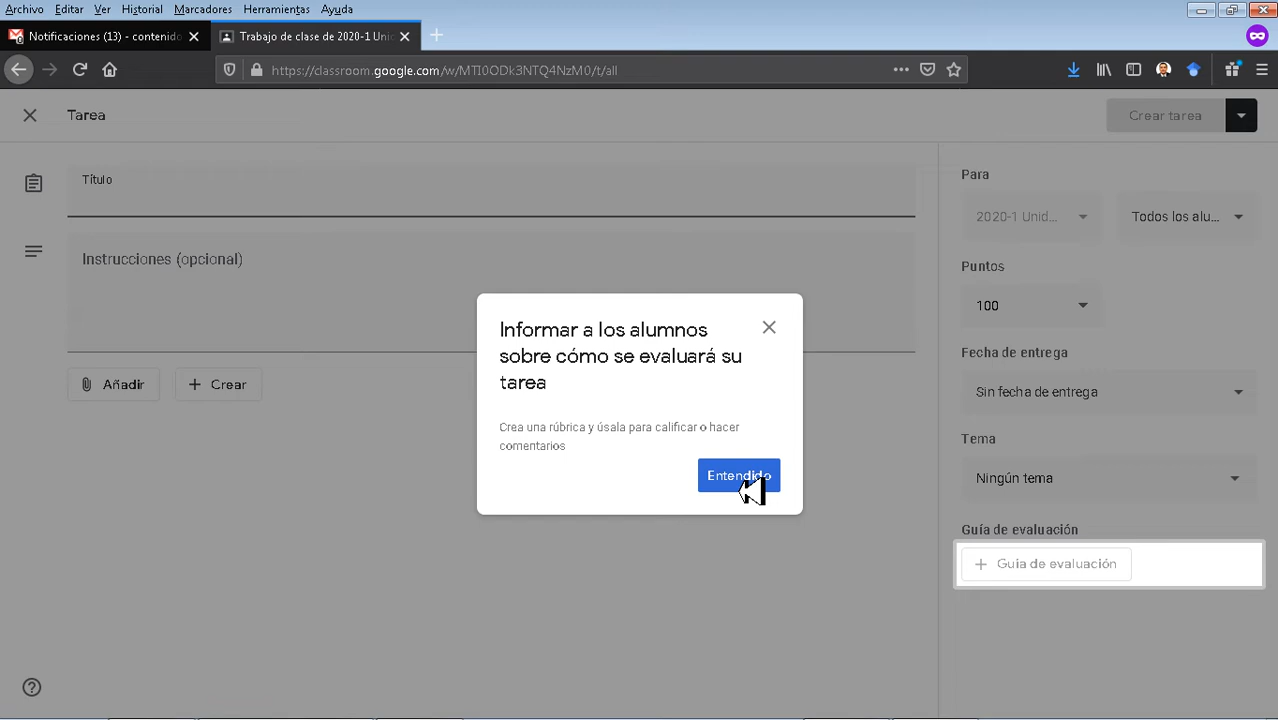 Archivo Editar Ver Historial Marcadores Herramientas Ayuda
Notificaciones (13) - contenido
Trabajo de clase de 2020-1 Uni
https://classroom.google.com/w/MTI0ODk3NTQ4NzM0/t/all
Tarea
Crear tarea
Título
Instrucciones (opcional)
Añadir
Crear
Para
2020-1 Unid...
Todos los alu...
Puntos
100
Fecha de entrega
Sin fecha de entrega
Tema
Ningún tema
Guía de evaluación
Guía de evaluación
Informar a los alumnos
sobre cómo se evaluará su
tarea
Crea una rúbrica y úsala para calificar o hacer
comentarios
Entendido